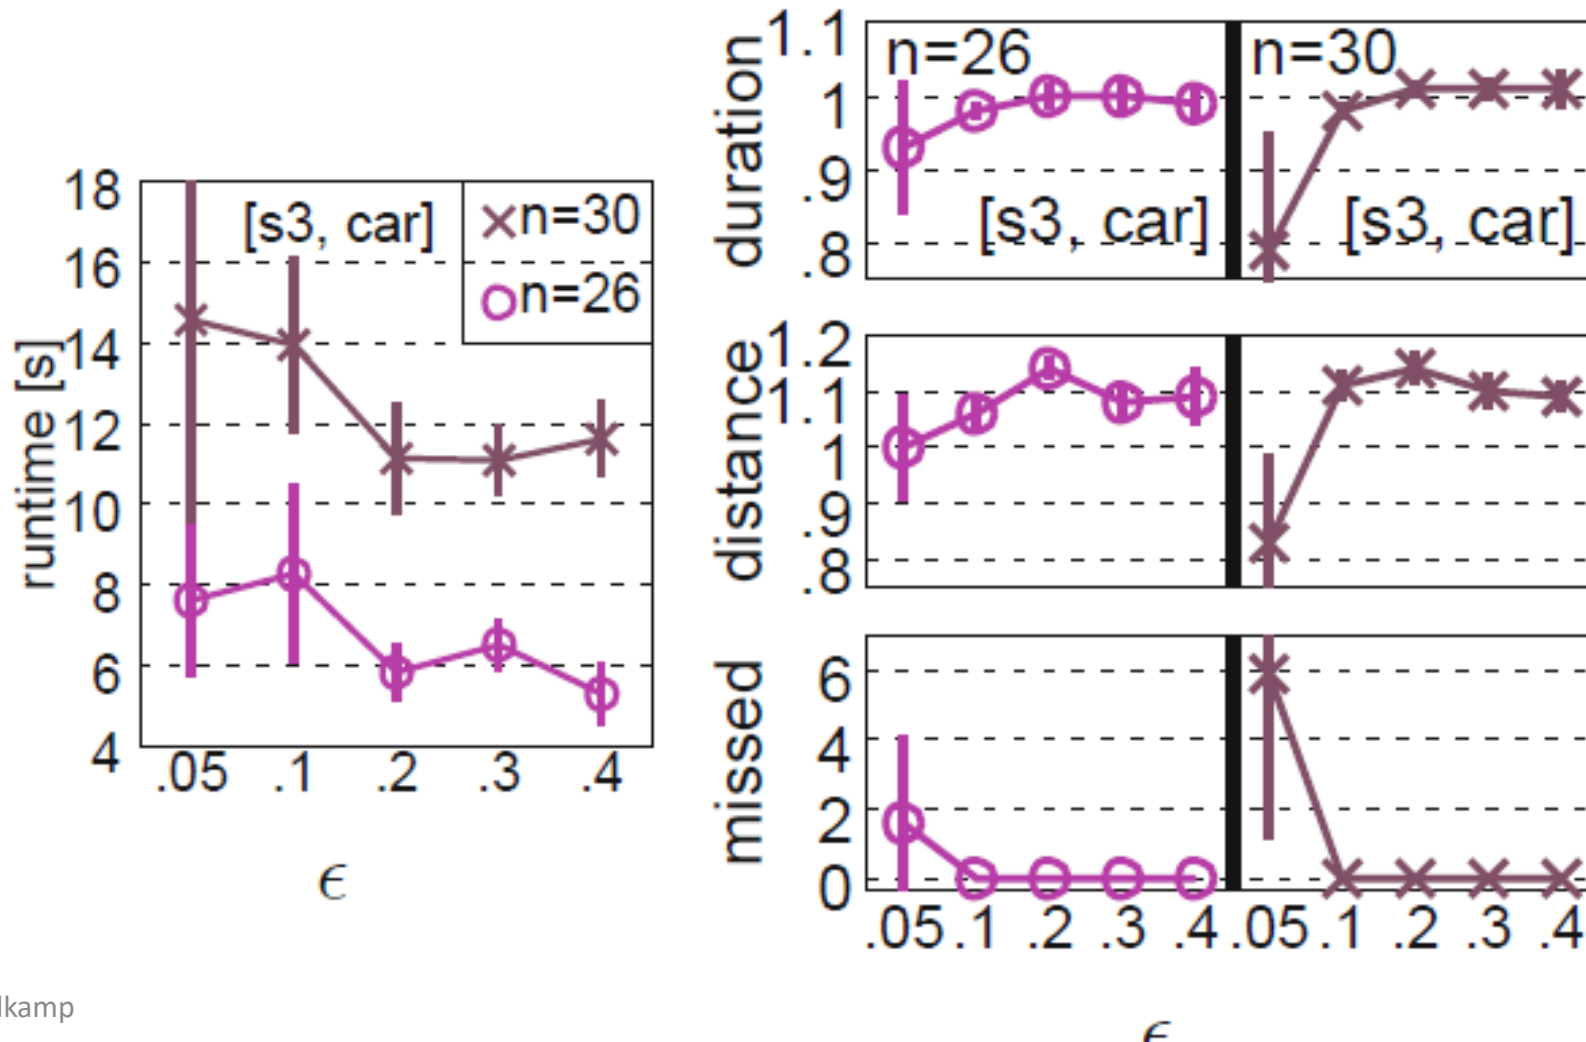 18
16
14
12
10
8
6
4
runtime [s]
[s3, car]
n=30
n=26
.05 .1 .2 .3 .4
ϵ
duration
1.1
1
.9
.8
n=26
[s3, car]
n=30
[s3, car]
distance
1.2
1.1
1
.9
.8
missed
6
4
2
0
.05 .1 .2 .3 .4 .05 .1 .2 .3 .4
ϵ